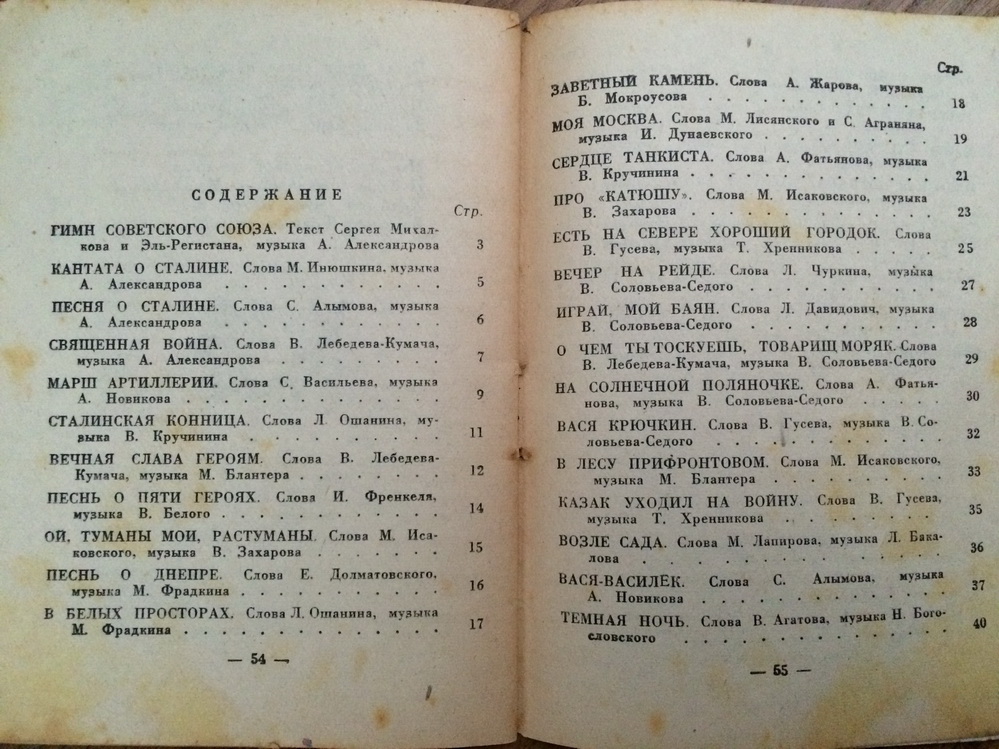 СОДЕРЖАНИЕ
Стр.
ГИМН СОВЕТСКОГО СОЮЗА. Текст Сергея Михал-
кова и Эль-Регистана, музыка А. Александрова 3
КАНТАТА О СТАЛИНЕ. Слова М. Инюшкина, музыка
А. Александрова . . . . . . . . . . . 5
ПЕСНЯ О СТАЛИНЕ. Слова С. Алымова, музыка
А. Александрова . . . . . . . . . . . 6
СВЯЩЕННАЯ ВОЙНА. Слова В. Лебедева-Кумача,
музыка А. Александрова . . . . . . . . 7
МАРШ АРТИЛЛЕРИИ. Слова С. Васильева, музыка
А. Новикова . . . . . . . . . . . . 9
СТАЛИНСКАЯ КОННИЦА. Слова Л. Ошанина, му-
зыка В. Кручинина . . . . . . . . . . 11
ВЕЧНАЯ СЛАВА ГЕРОЯМ. Слова В. Лебедева-
Кумача, музыка М. Блантера . . . . . . . 12
ПЕСНЬ О ПЯТИ ГЕРОЯХ. Слова И. Френкеля,
музыка В. Белого . . . . . . . . . . 14
ОЙ, ТУМАНЫ МОИ, РАСТУМАНЫ. Слова М. Иса-
ковского, музыка В. Захарова . . . . . . . 15
ПЕСНЬ О ДНЕПРЕ. Слова Е. Долматовского,
музыка М. Фрадкина . . . . . . . . . . 16
В БЕЛЫХ ПРОСТОРАХ. Слова Л. Ошанина, музыка
М. Фрадкина . . . . . . . . . . . . 17
— 54 —
Стр.
ЗАВЕТНЫЙ КАМЕНЬ. Слова А. Жарова, музыка
Б. Мокроусова . . . . . . . . . . . 18
МОЯ МОСКВА. Слова М. Лисянского и С. Аграняна,
музыка И. Дунаевского . . . . . . . . 19
СЕРДЦЕ ТАНКИСТА. Слова А. Фатьянова, музыка
В. Кручинина . . . . . . . . . . . . 21
ПРО «КАТЮШУ». Слова М. Исаковского, музыка
В. Захарова . . . . . . . . . . . . 23
ЕСТЬ НА СЕВЕРЕ ХОРОШИЙ ГОРОДОК. Слова
В. Гусева, музыка Т. Хренникова . . . . . 25
ВЕЧЕР НА РЕЙДЕ. Слова Л. Чуркина, музыка
В. Соловьева-Седого . . . . . . . . . . 27
ИГРАЙ, МОЙ БАЯН. Слова Л. Давидович, музыка
В. Соловьева-Седого . . . . . . . . . . 28
О ЧЕМ ТЫ ТОСКУЕШЬ, ТОВАРИЩ МОРЯК. Слова
В. Лебедева-Кумача, музыка В. Соловьева-Седого 29
НА СОЛНЕЧНОЙ ПОЛЯНОЧКЕ. Слова А. Фатья-
нова, музыка В. Соловьева-Седого . . . . . 30
ВАСЯ КРЮЧКИН. Слова В. Гусева, музыка В. Со-
ловьева-Седого . . . . . . . . . . . 32
В ЛЕСУ ПРИФРОНТОВОМ. Слова М. Исаковского,
музыка М. Блантера . . . . . . . . . 33
КАЗАК УХОДИЛ НА ВОЙНУ. Слова В. Гусева,
музыка Т. Хренникова . . . . . . . . . 35
ВОЗЛЕ САДА. Слова М. Лапирова, музыка Л. Бака-
лова . . . . . . . . . . . . . . 36
ВАСЯ-ВАСИЛЕК. Слова С. Алымова, музыка
А. Новикова . . . . . . . . . . . . 37
ТЕМНАЯ НОЧЬ. Слова В. Агатова, музыка Н. Бого-
словского . . . . . . . . . . . . 40
— 55 —